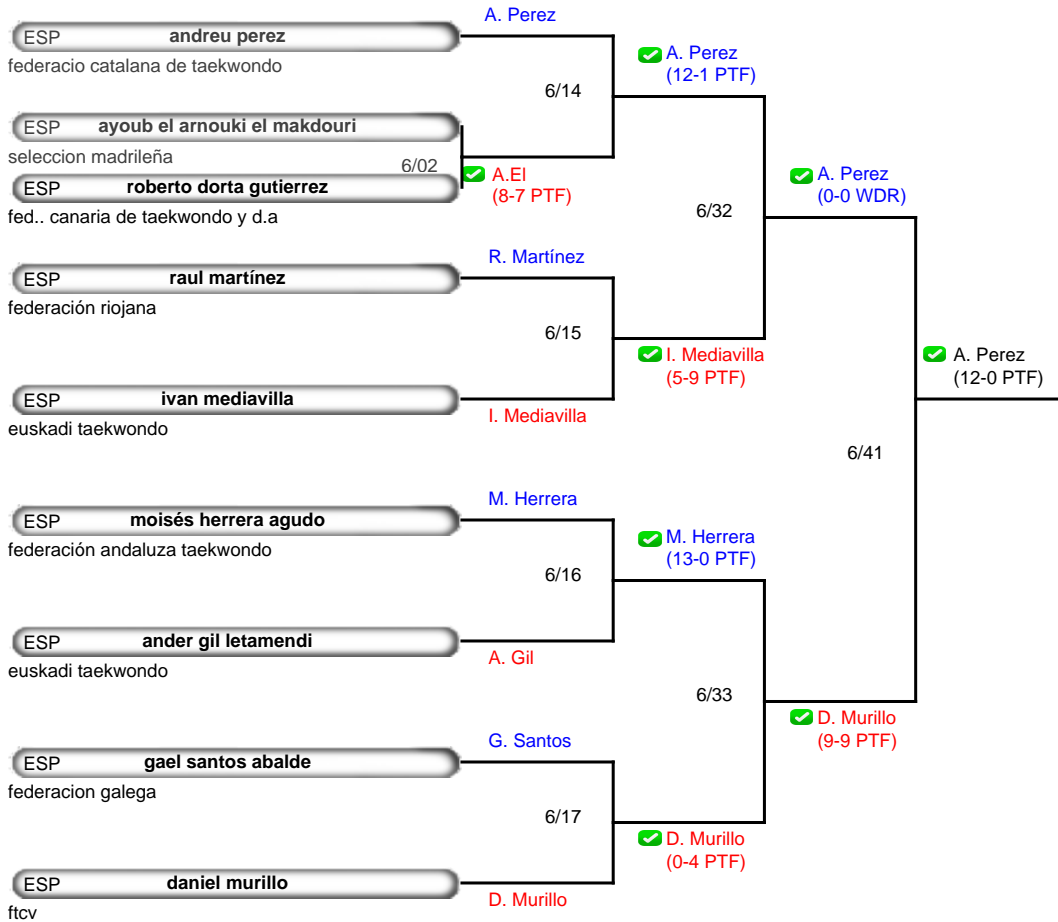 A. Perez
ESP andreu perez
federacio catalana de taekwondo
A. Perez
(12-1 PTF)
6/14
ESP ayoub el arnouki el makdouri
seleccion madrileña
6/02
A.El
(8-7 PTF)
A. Perez
(0-0 WDR)
ESP roberto dorta gutierrez
fed.. canaria de taekwondo y d.a
6/32
R. Martínez
ESP raul martínez
federación riojana
6/15
I. Mediavilla
(5-9 PTF)
A. Perez
(12-0 PTF)
ESP ivan mediavilla
euskadi taekwondo
I. Mediavilla
6/41
M. Herrera
ESP moisés herrera agudo
federación andaluza taekwondo
M. Herrera
(13-0 PTF)
6/16
ESP ander gil letamendi
euskadi taekwondo
A. Gil
6/33
D. Murillo
(9-9 PTF)
G. Santos
ESP gael santos abalde
federacion galega
6/17
D. Murillo
(0-4 PTF)
ESP daniel murillo
ftcv
D. Murillo